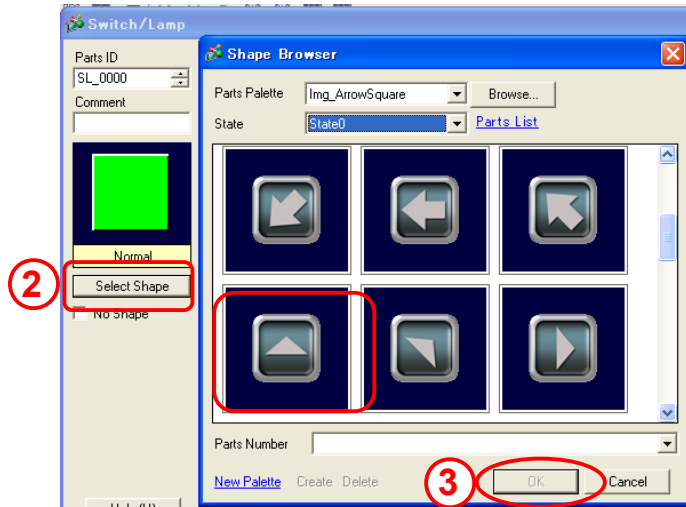 Switch/Lamp
Parts ID
SL_0000
Comment
Normal
2
Select Shape
No Shape
Shape Browser
Parts Palette
Img_ArrowSquare
Browse...
State
State0
Parts List
Parts Number
New Palette
Create
Delete
3
OK
Cancel